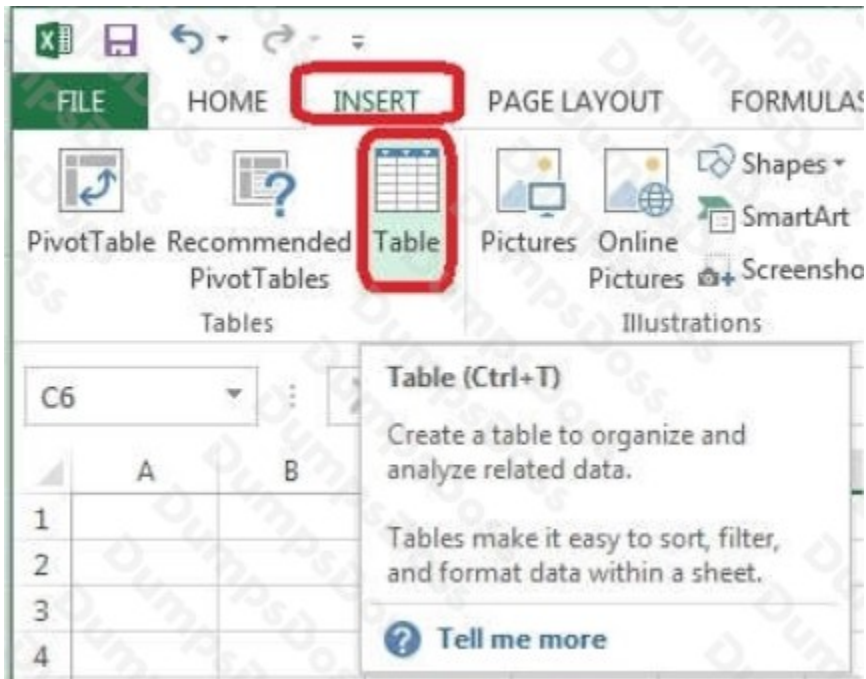 FILE HOME INSERT PAGE LAYOUT FORMULAS
PivotTable Recommended PivotTables Table Pictures Online Pictures Shapes
SmartArt
Screensho
Tables Illustrations
C6
A B
1
2
3
4
Table (Ctrl+T)
Create a table to organize and
analyze related data.
Tables make it easy to sort, filter,
and format data within a sheet.
? Tell me more
DumpsDoss